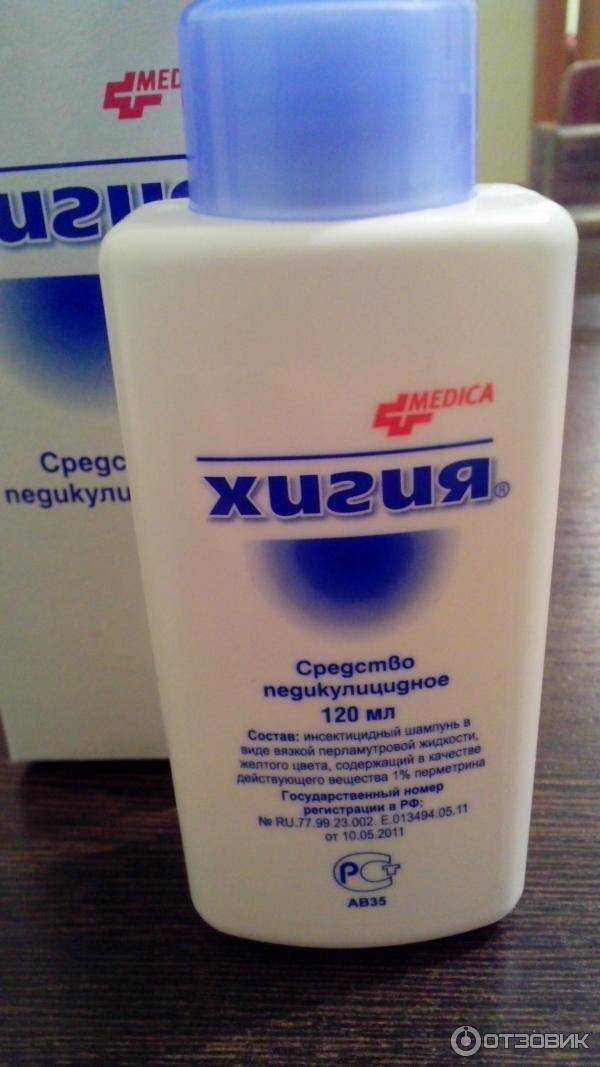 MED
хигия
Средс
педикули
MEDICA
хигия®
Средство
педикулицидное
120 мл
Состав: инсектицидный шампунь в
виде вязкой перламутровой жидкости,
желтого цвета, содержащий в качестве
действующего вещества 1% перметрина
Государственный номер
регистрации в РФ:
№ RU.77.99.23.002. Е.013494.05.11
от 10.05.2011
РСТ
АВ35
ОТЗОВИК